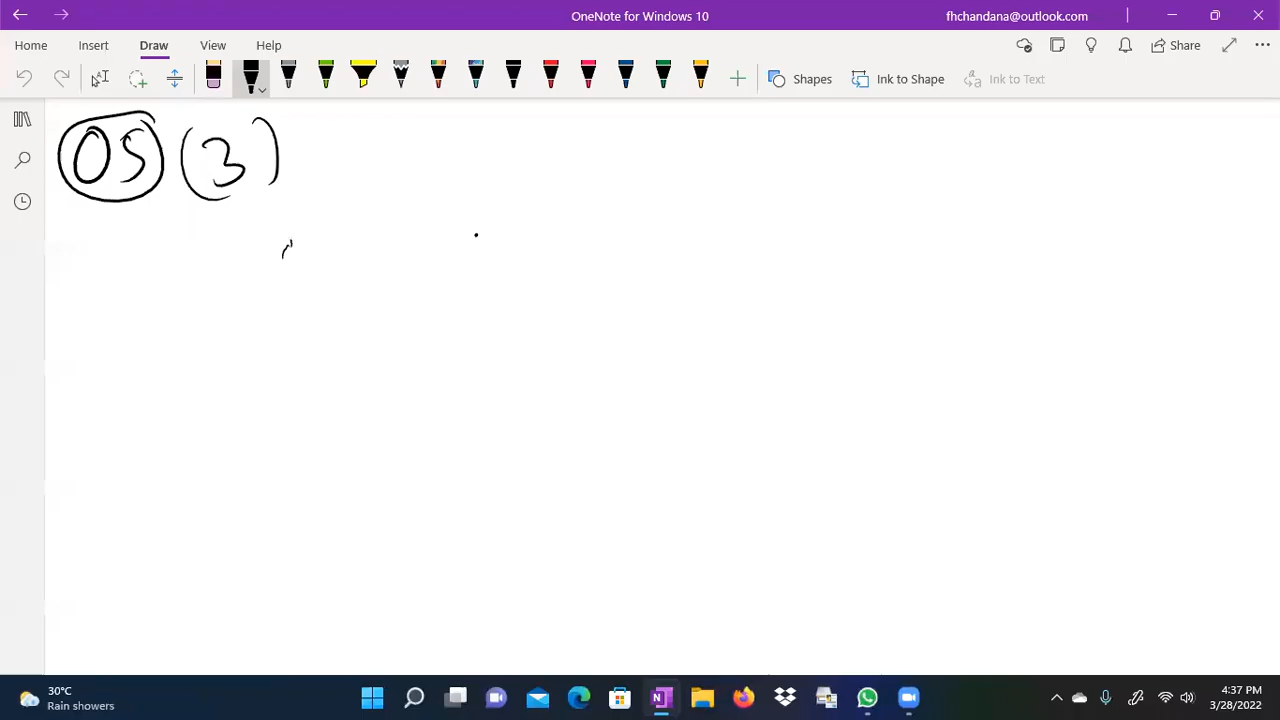 OneNote for Windows 10
fhchandana@outlook.com
Home Insert Draw View Help
Share
Shapes Ink to Shape Ink to Text
OS (3)
30°C
Rain showers
4:37 PM
3/28/2022